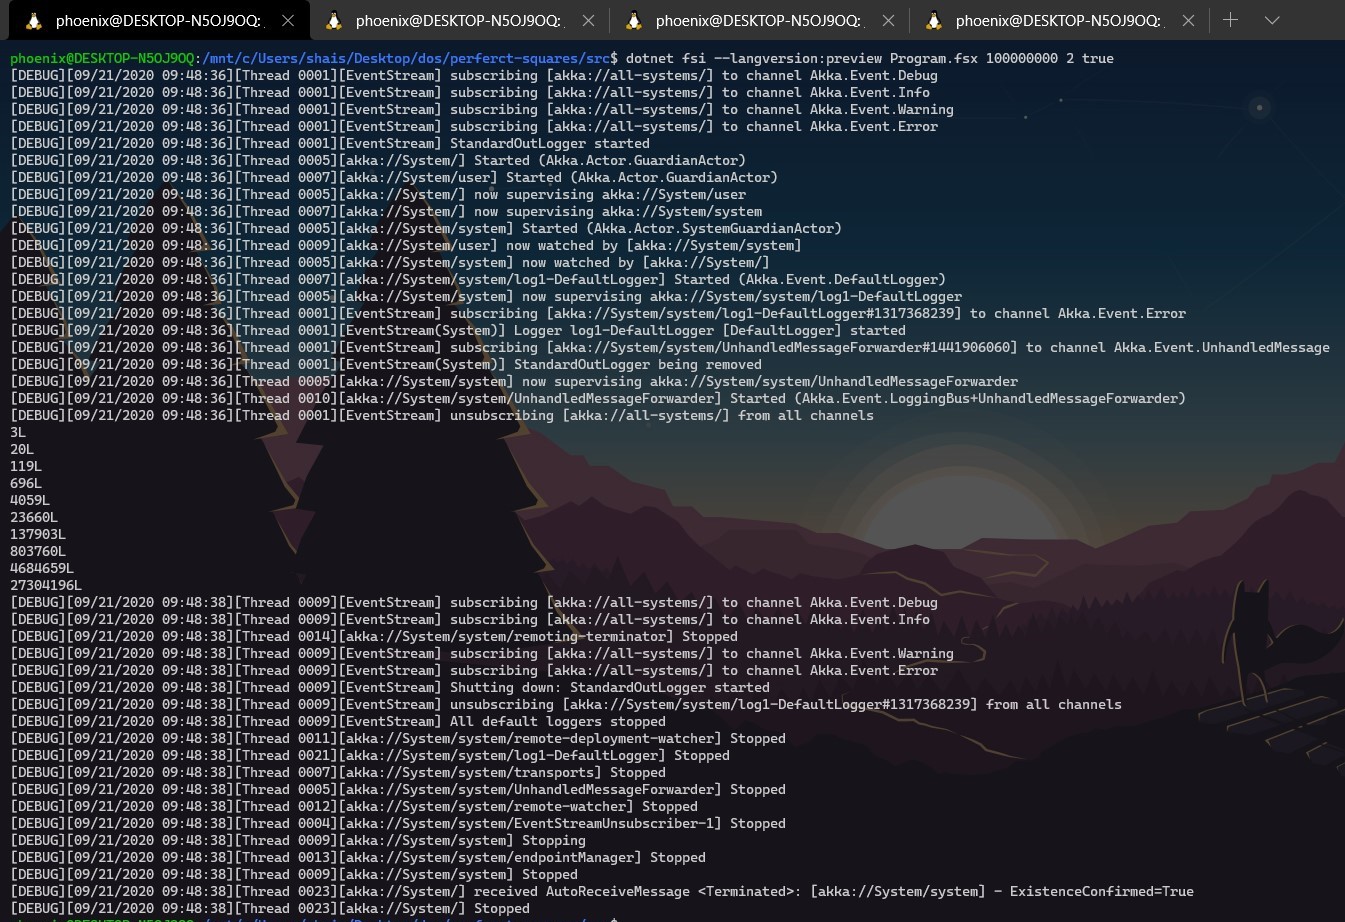 phoenix@DESKTOP-N5OJ9OQ:
phoenix@DESKTOP-N5OJ9OQ:
phoenix@DESKTOP-N5OJ9OQ:
phoenix@DESKTOP-N5OJ9OQ:
phoenix@DESKTOP-N5OJ9OQ:/mnt/c/Users/shais/Desktop/dos/perferct-squares/src$ dotnet fsi --langversion:preview Program.fsx 100000000 2 true
[DEBUG][09/21/2020 09:48:36][Thread 0001][EventStream] subscribing [akka://all-systems/] to channel Akka.Event.Debug
[DEBUG][09/21/2020 09:48:36][Thread 0001][EventStream] subscribing [akka://all-systems/] to channel Akka.Event.Info
[DEBUG][09/21/2020 09:48:36][Thread 0001][EventStream] subscribing [akka://all-systems/] to channel Akka.Event.Warning
[DEBUG][09/21/2020 09:48:36][Thread 0001][EventStream] subscribing [akka://all-systems/] to channel Akka.Event.Error
[DEBUG][09/21/2020 09:48:36][Thread 0001][EventStream] StandardOutLogger started
[DEBUG][09/21/2020 09:48:36][Thread 0005][akka://System/] Started (Akka.Actor.GuardianActor)
[DEBUG][09/21/2020 09:48:36][Thread 0007][akka://System/user] Started (Akka.Actor.GuardianActor)
[DEBUG][09/21/2020 09:48:36][Thread 0005][akka://System/] now supervising akka://System/user
[DEBUG][09/21/2020 09:48:36][Thread 0007][akka://System/] now supervising akka://System/system
[DEBUG][09/21/2020 09:48:36][Thread 0005][akka://System/system] Started (Akka.Actor.SystemGuardianActor)
[DEBUG][09/21/2020 09:48:36][Thread 0009][akka://System/user] now watched by [akka://System/system]
[DEBUG][09/21/2020 09:48:36][Thread 0005][akka://System/system] now watched by [akka://System/]
[DEBUG][09/21/2020 09:48:36][Thread 0007][akka://System/system/log1-DefaultLogger] Started (Akka.Event.DefaultLogger)
[DEBUG][09/21/2020 09:48:36][Thread 0005][akka://System/system] now supervising akka://System/system/log1-DefaultLogger
[DEBUG][09/21/2020 09:48:36][Thread 0001][EventStream] subscribing [akka://System/system/log1-DefaultLogger#1317368239] to channel Akka.Event.Error
[DEBUG][09/21/2020 09:48:36][Thread 0001][EventStream(System)] Logger log1-DefaultLogger [DefaultLogger] started
[DEBUG][09/21/2020 09:48:36][Thread 0001][EventStream] subscribing [akka://System/system/UnhandledMessageForwarder#1441906060] to channel Akka.Event.UnhandledMessage
[DEBUG][09/21/2020 09:48:36][Thread 0001][EventStream(System)] StandardOutLogger being removed
[DEBUG][09/21/2020 09:48:36][Thread 0005][akka://System/system] now supervising akka://System/system/UnhandledMessageForwarder
[DEBUG][09/21/2020 09:48:36][Thread 0010][akka://System/system/UnhandledMessageForwarder] Started (Akka.Event.LoggingBus+UnhandledMessageForwarder)
[DEBUG][09/21/2020 09:48:36][Thread 0001][EventStream] unsubscribing [akka://all-systems/] from all channels
3L
20L
119L
696L
4059L
23660L
137903L
803760L
4684659L
27304196L
[DEBUG][09/21/2020 09:48:38][Thread 0009][EventStream] subscribing [akka://all-systems/] to channel Akka.Event.Debug
[DEBUG][09/21/2020 09:48:38][Thread 0009][EventStream] subscribing [akka://all-systems/] to channel Akka.Event.Info
[DEBUG][09/21/2020 09:48:38][Thread 0014][akka://System/system/remoting-terminator] Stopped
[DEBUG][09/21/2020 09:48:38][Thread 0009][EventStream] subscribing [akka://all-systems/] to channel Akka.Event.Warning
[DEBUG][09/21/2020 09:48:38][Thread 0009][EventStream] subscribing [akka://all-systems/] to channel Akka.Event.Error
[DEBUG][09/21/2020 09:48:38][Thread 0009][EventStream] Shutting down: StandardOutLogger started
[DEBUG][09/21/2020 09:48:38][Thread 0009][EventStream] unsubscribing [akka://System/system/log1-DefaultLogger#1317368239] from all channels
[DEBUG][09/21/2020 09:48:38][Thread 0009][EventStream] All default loggers stopped
[DEBUG][09/21/2020 09:48:38][Thread 0011][akka://System/system/remote-deployment-watcher] Stopped
[DEBUG][09/21/2020 09:48:38][Thread 0021][akka://System/system/log1-DefaultLogger] Stopped
[DEBUG][09/21/2020 09:48:38][Thread 0007][akka://System/system/transports] Stopped
[DEBUG][09/21/2020 09:48:38][Thread 0005][akka://System/system/UnhandledMessageForwarder] Stopped
[DEBUG][09/21/2020 09:48:38][Thread 0012][akka://System/system/remote-watcher] Stopped
[DEBUG][09/21/2020 09:48:38][Thread 0004][akka://System/system/EventStreamUnsubscriber-1] Stopped
[DEBUG][09/21/2020 09:48:38][Thread 0009][akka://System/system] Stopping
[DEBUG][09/21/2020 09:48:38][Thread 0013][akka://System/system/endpointManager] Stopped
[DEBUG][09/21/2020 09:48:38][Thread 0009][akka://System/system] Stopped
[DEBUG][09/21/2020 09:48:38][Thread 0023][akka://System/] received AutoReceiveMessage <Terminated>: [akka://System/system] - ExistenceConfirmed=True
[DEBUG][09/21/2020 09:48:38][Thread 0023][akka://System/] Stopped